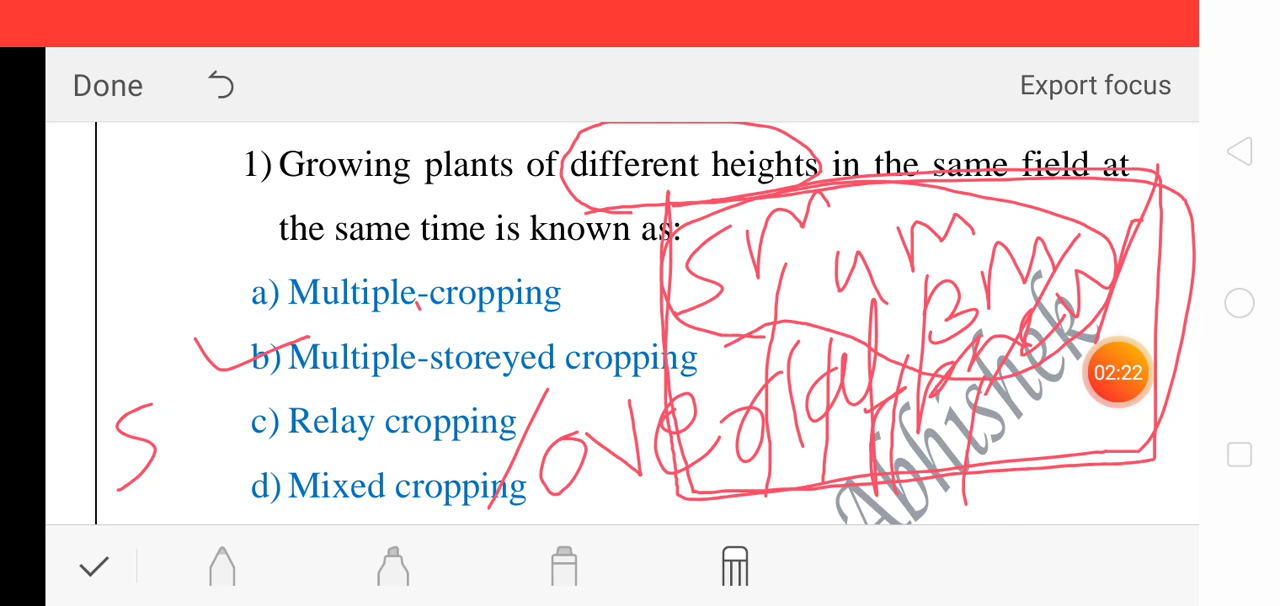 Done
Export focus
1) Growing plants of different heights in the same field at
the same time is known as:
a) Multiple-cropping
b) Multiple-storeyed cropping
c) Relay cropping
d) Mixed cropping
Abhishek
02:22